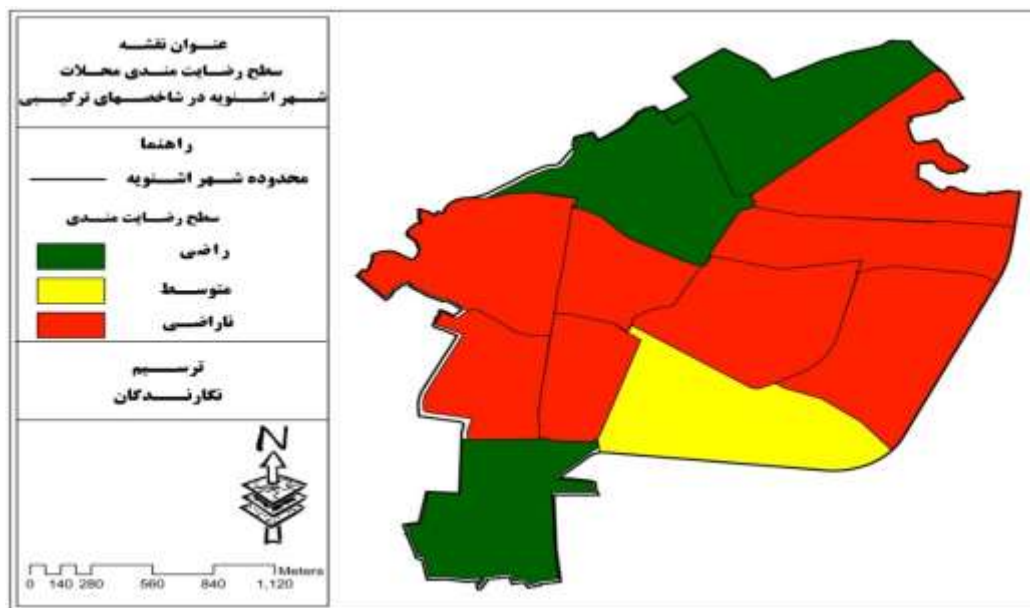 عنوان نقشه
سطح رضایت مندی محلات
شهر اشنویه در شاخصهای ترکیبی
راهنما
محدوده شهر اشنویه
سطح رضایت مندی
راضی
متوسط
ناراضی
ترسیم
نگارندگان
N
Meters
0 140 280 560 840 1,120